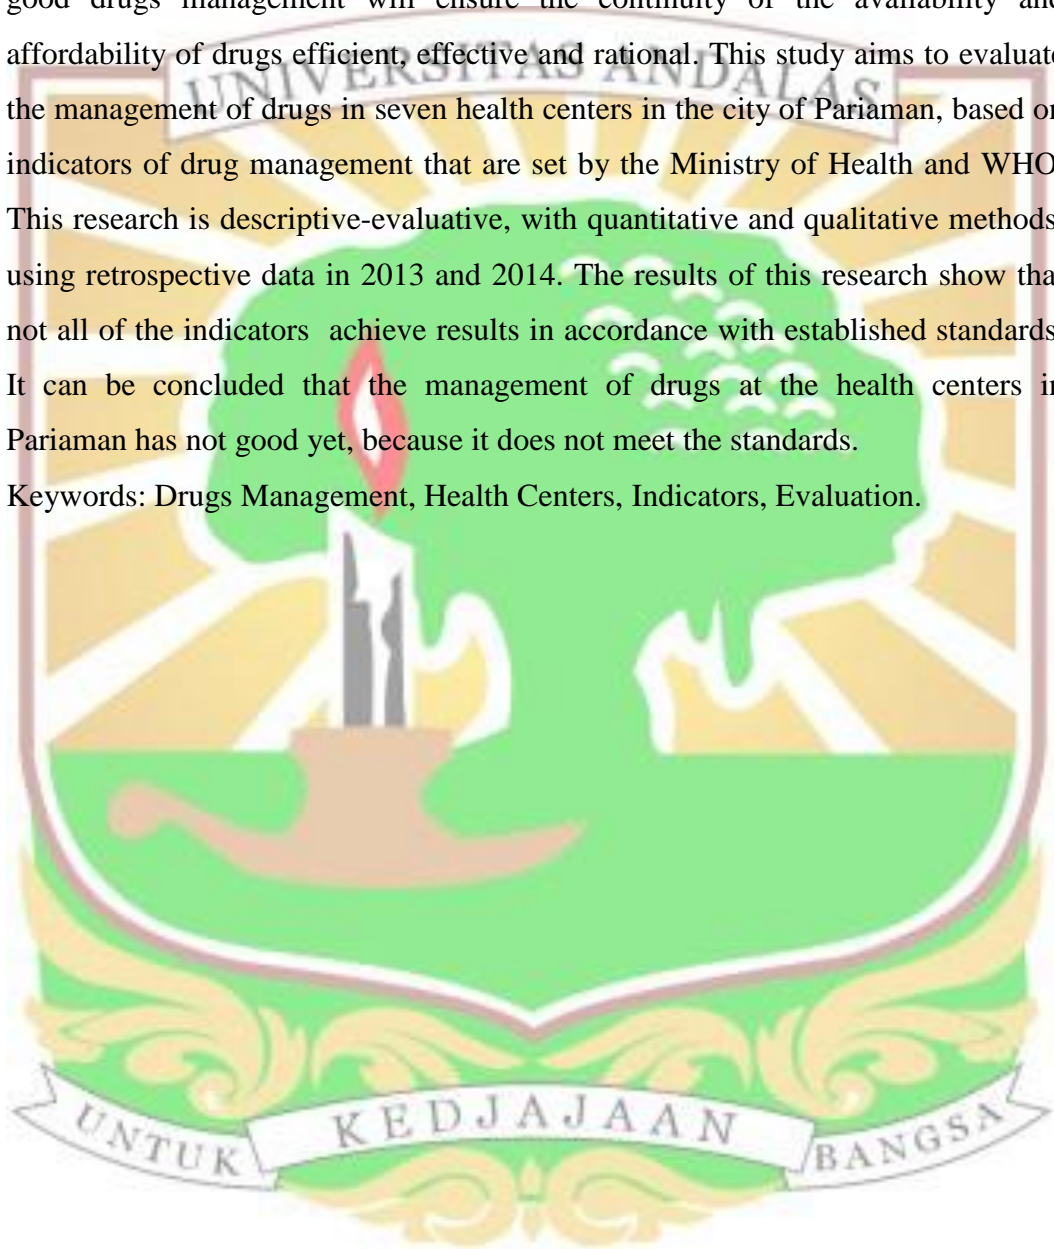 good drugs management will ensure the continuity of the availability and
affordability of drugs efficient, effective and rational. This study aims to evaluate
the management of drugs in seven health centers in the city of Pariaman, based on
indicators of drug management that are set by the Ministry of Health and WHO
This research is descriptive-evaluative, with quantitative and qualitative methods
using retrospective data in 2013 and 2014. The results of this research show tha
not all of the indicators achieve results in accordance with established standards
It can be concluded that the management of drugs at the health centers in
Pariaman has not good yet, because it does not meet the standards.
Keywords: Drugs Management, Health Centers, Indicators, Evaluation.
UNIVERSITAS ANDALAS
UNTUK KEDJAJAAN BANGSA